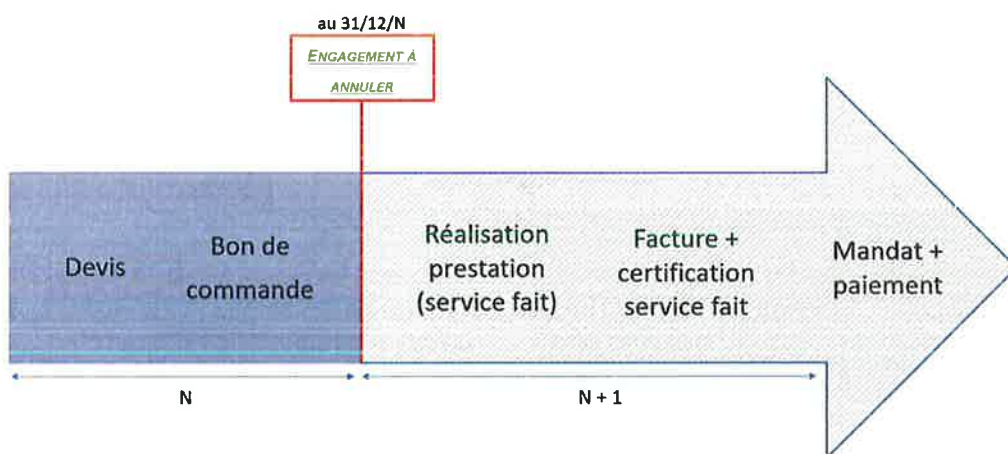 au 31/12/N
ENGAGEMENT À
ANNULER
Devis
Bon de
commande
Réalisation
prestation
(service fait)
Facture +
certification
service fait
Mandat +
paiement
N
N + 1